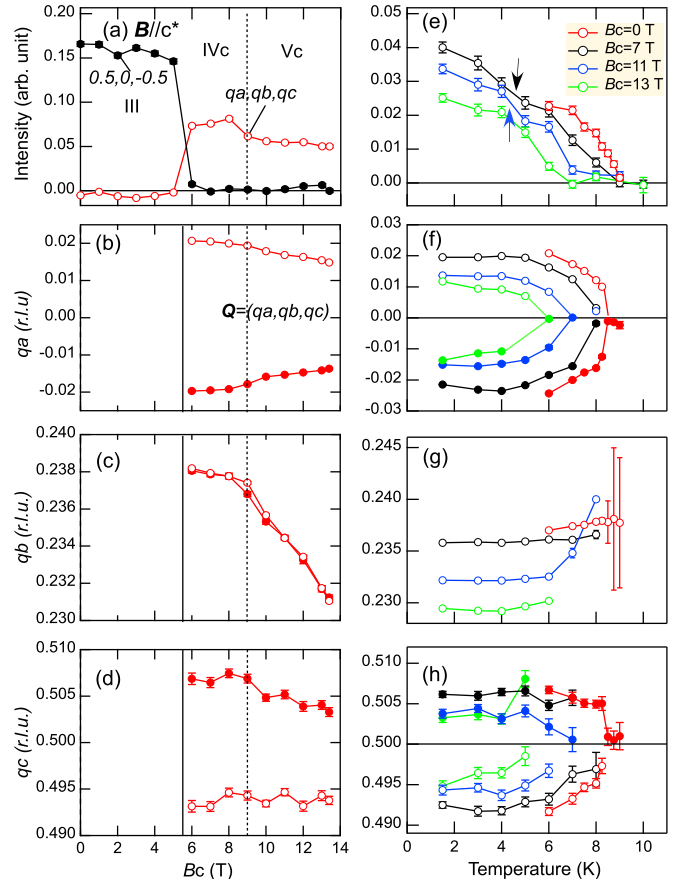 (a) B//c*
IVc
Vc
0.5,0,-0.5
III
qa,qb,qc
Intensity (arb. unit)
0.20
0.15
0.10
0.05
0.00
(b)
Q=(qa,qb,qc)
qa (r.l.u)
0.02
0.01
0.00
-0.01
-0.02
(c)
qb (r.l.u.)
0.240
0.238
0.236
0.234
0.232
0.230
(d)
qc (r.l.u.)
0.510
0.505
0.500
0.495
0.490
0 2 4 6 8 10 12 14
Bc (T)
(e)
Bc=0 T
Bc=7 T
Bc=11 T
Bc=13 T
0.05
0.04
0.03
0.02
0.01
0.00
(f)
0.03
0.02
0.01
0.00
-0.01
-0.02
-0.03
(g)
0.245
0.240
0.235
0.230
(h)
0.510
0.505
0.500
0.495
0.490
0 2 4 6 8 10
Temperature (K)